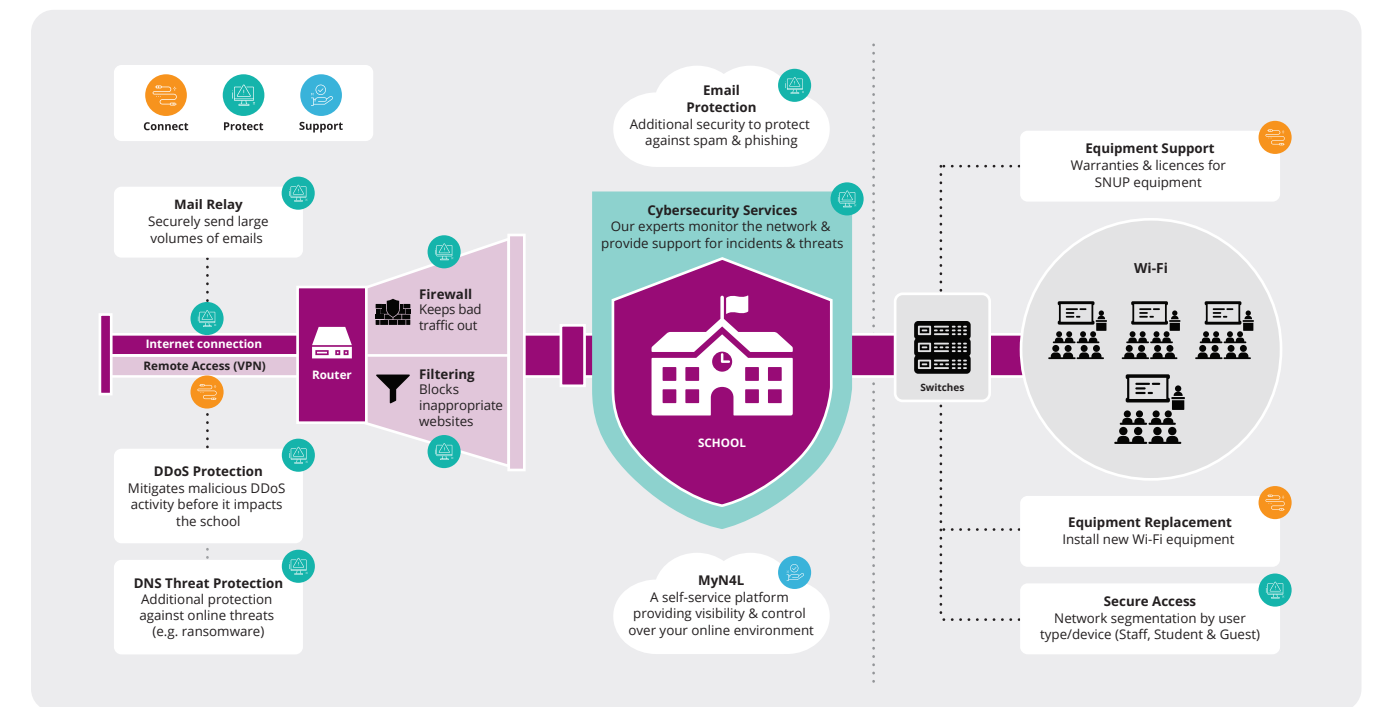 Connect
Protect
Support
Mail Relay
Securely send large
volumes of emails
Internet connection
Remote Access (VPN)
DDoS Protection
Mitigates malicious DDoS
activity before it impacts
the school
DNS Threat Protection
Additional protection
against online threats
(e.g. ransomware)
Router
Firewall
Keeps bad
traffic out
Filtering
Blocks
inappropriate
websites
Email
Protection
Additional security to protect
against spam & phishing
Cybersecurity Services
Our experts monitor the network &
provide support for incidents & threats
SCHOOL
MyN4L
A self-service platform
providing visibility & control
over your online environment
Switches
Equipment Support
Warranties & licences for
SNUP equipment
Wi-Fi
Equipment Replacement
Install new Wi-Fi equipment
Secure Access
Network segmentation by user
type/device (Staff, Student & Guest)